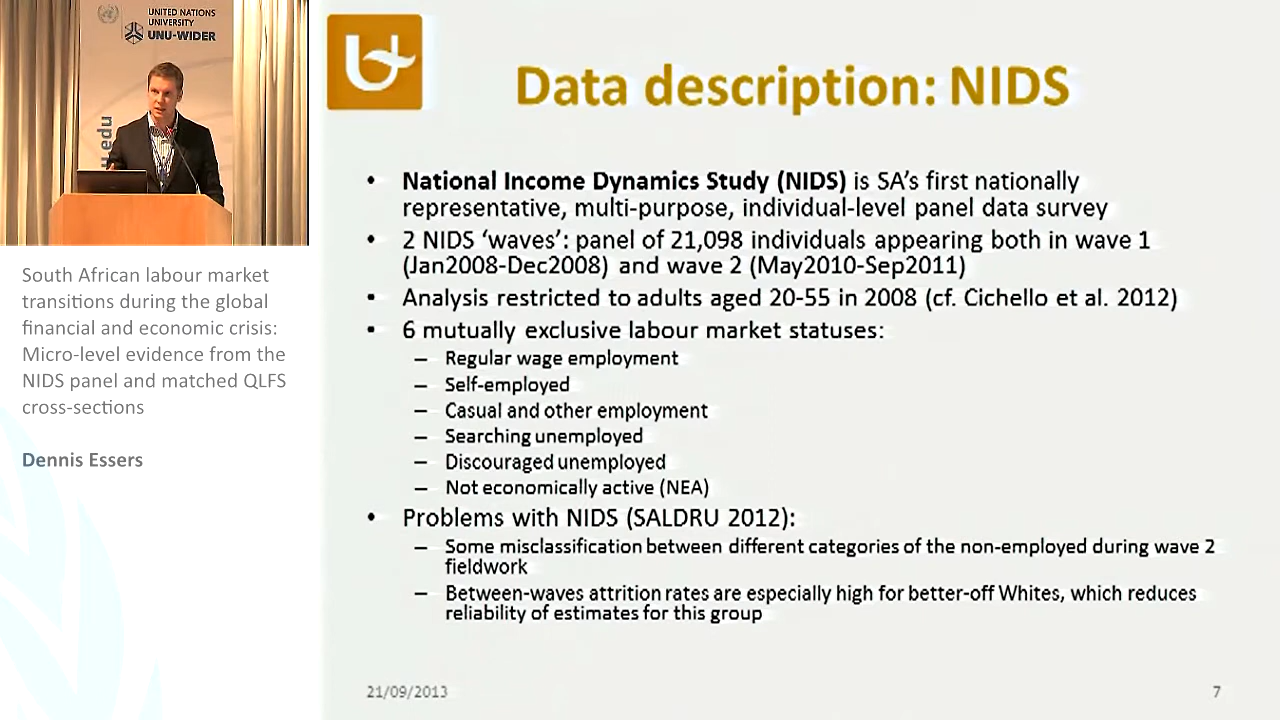 UNITED NATIONS
UNIVERSITY
UNU-WIDER
u.edu
South African labour market
transitions during the global
financial and economic crisis:
Micro-level evidence from the
NIDS panel and matched QLFS
cross-sections
Dennis Essers
Data description: NIDS
• National Income Dynamics Study (NIDS) is SA's first nationally
representative, multi-purpose, individual-level panel data survey
• 2 NIDS 'waves': panel of 21,098 individuals appearing both in wave 1
(Jan2008-Dec2008) and wave 2 (May2010-Sep2011)
• Analysis restricted to adults aged 20-55 in 2008 (cf. Cichello et al. 2012)
• 6 mutually exclusive labour market statuses:
– Regular wage employment
– Self-employed
– Casual and other employment
– Searching unemployed
– Discouraged unemployed
– Not economically active (NEA)
• Problems with NIDS (SALDRU 2012):
– Some misclassification between different categories of the non-employed during wave 2
fieldwork
– Between-waves attrition rates are especially high for better-off Whites, which reduces
reliability of estimates for this group
21/09/2013
7